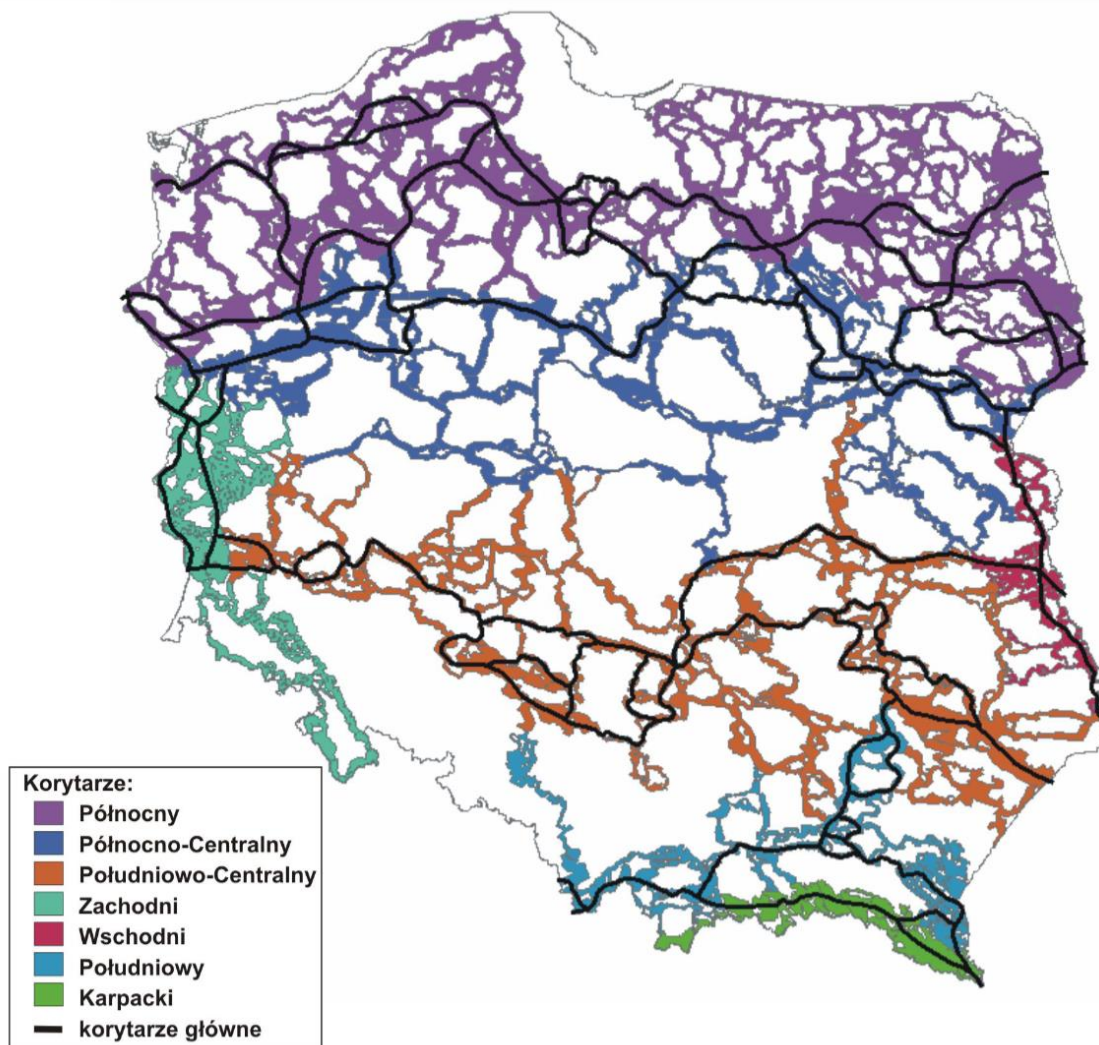 Korytarze:
Północny
Północno-Centralny
Południowo-Centralny
Zachodni
Wschodni
Południowy
Karpacki
korytarze główne